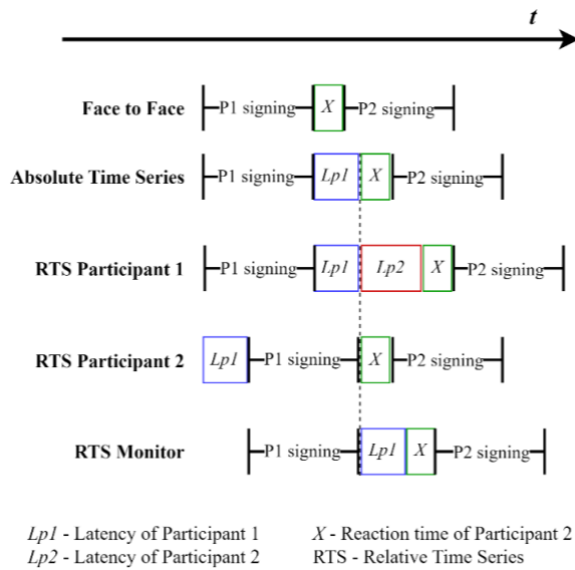 t
Face to Face P1 signing X P2 signing
Absolute Time Series P1 signing Lp1 X P2 signing
RTS Participant 1 P1 signing Lp1 Lp2 X P2 signing
RTS Participant 2 Lp1 P1 signing X P2 signing
RTS Monitor P1 signing Lp1 X P2 signing
Lp1 - Latency of Participant 1 X - Reaction time of Participant 2
Lp2 - Latency of Participant 2 RTS - Relative Time Series